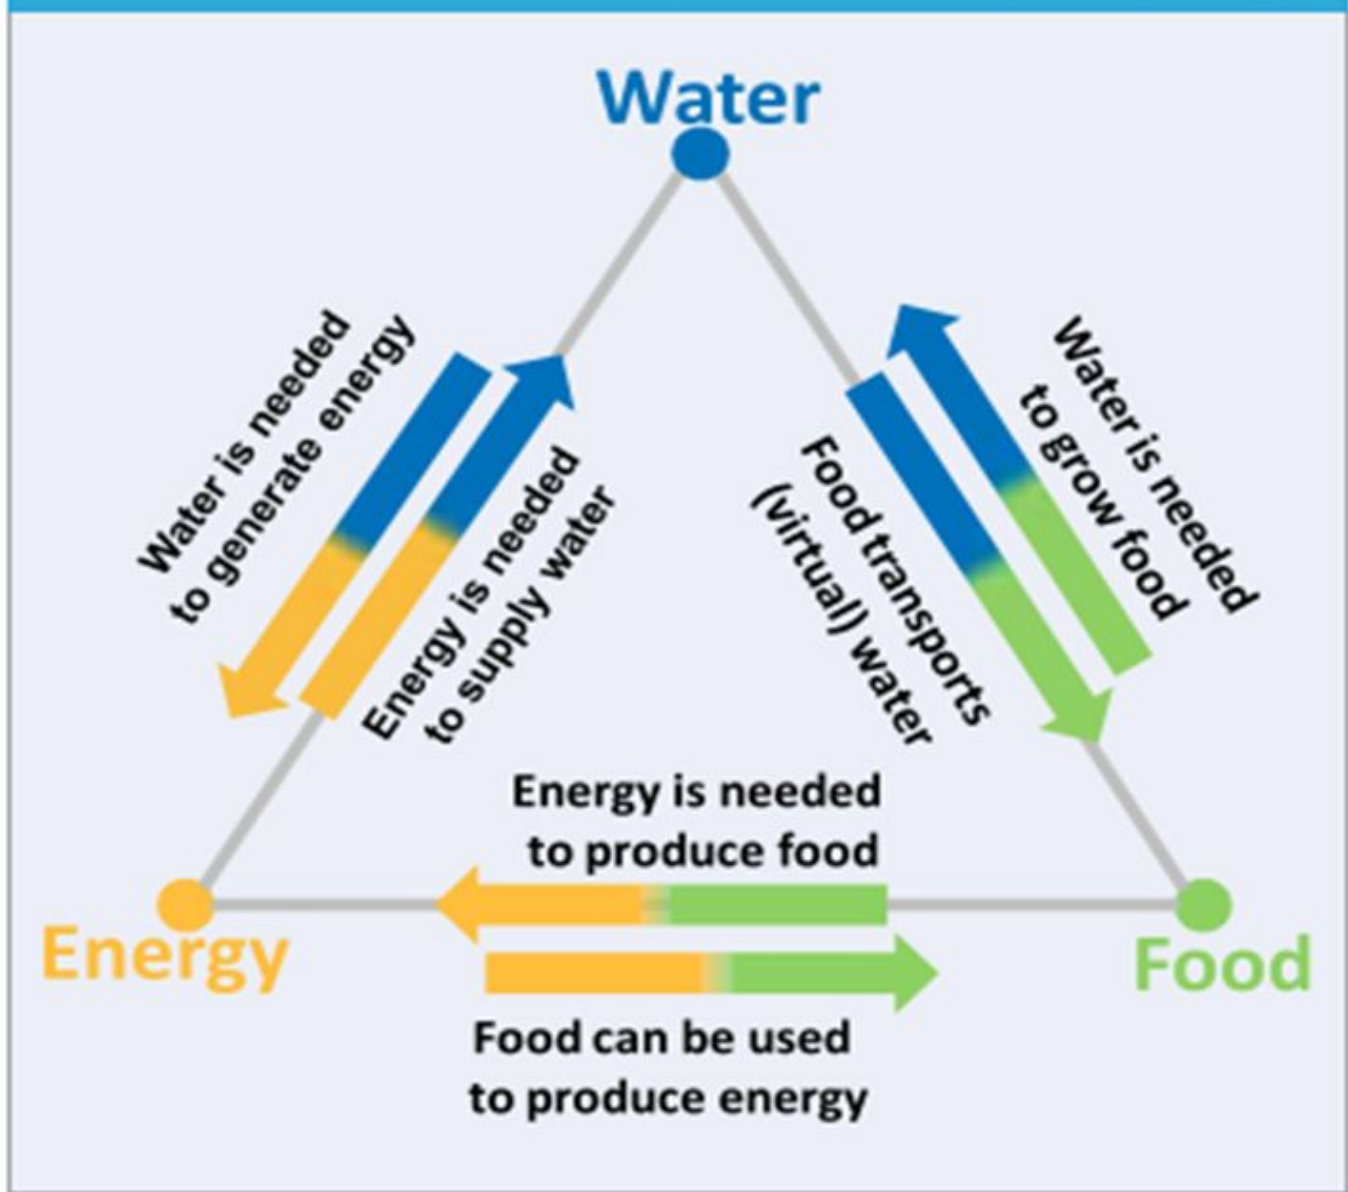 Water
Water is needed
to generate energy
Energy is needed
to supply water
Water is needed
to grow food
Food transports
(virtual) water
Energy is needed
to produce food
Energy
Food
Food can be used
to produce energy